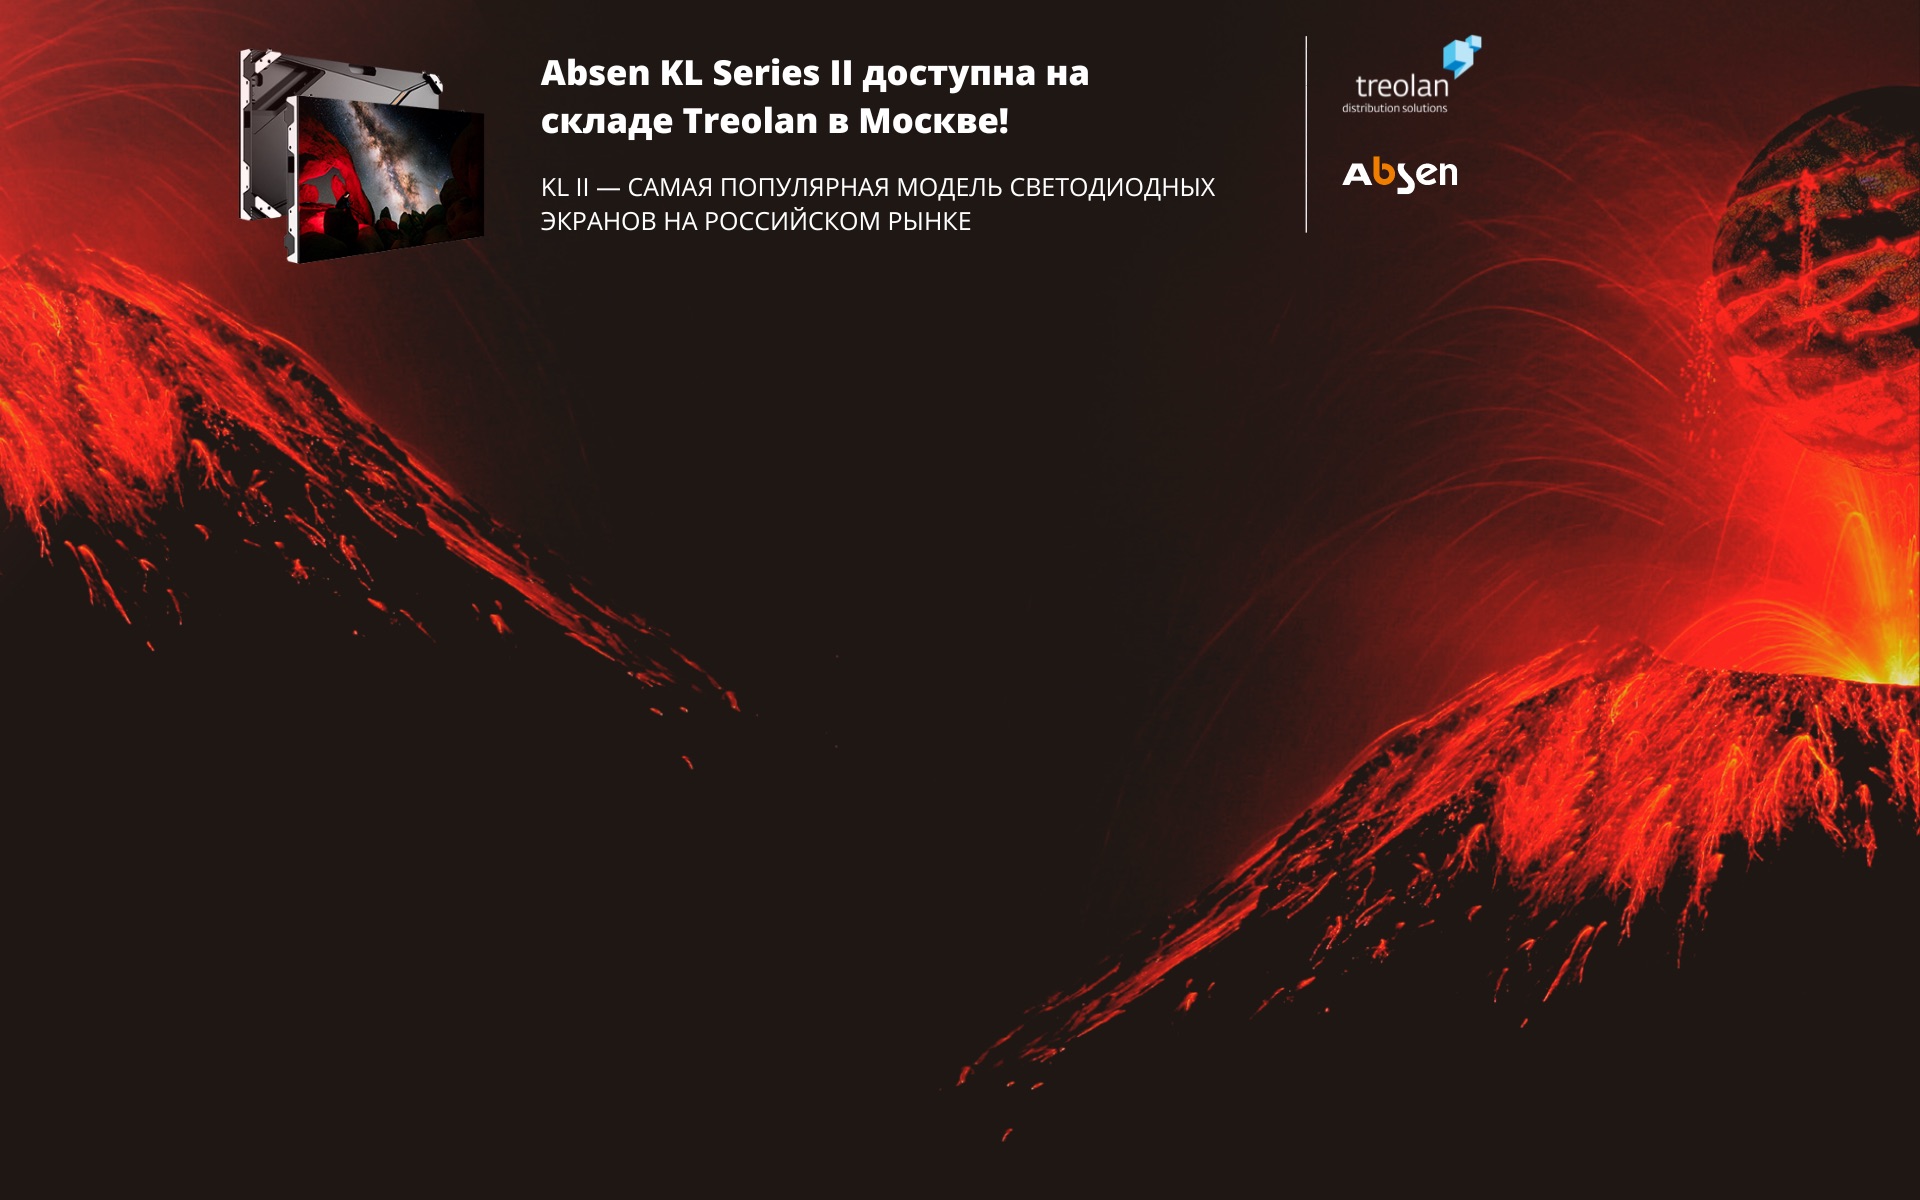 Absen KL Series II доступна на
складе Treolan в Москве!
KL II — САМАЯ ПОПУЛЯРНАЯ МОДЕЛЬ СВЕТОДИОДНЫХ
ЭКРАНОВ НА РОССИЙСКОМ РЫНКЕ
treolan
distribution solutions
Absen